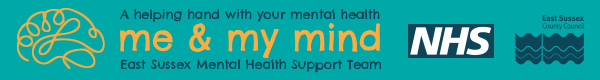 A helping hand with your mental health
me & my mind
East Sussex Mental Health Support Team
NHS
East Sussex
County Council